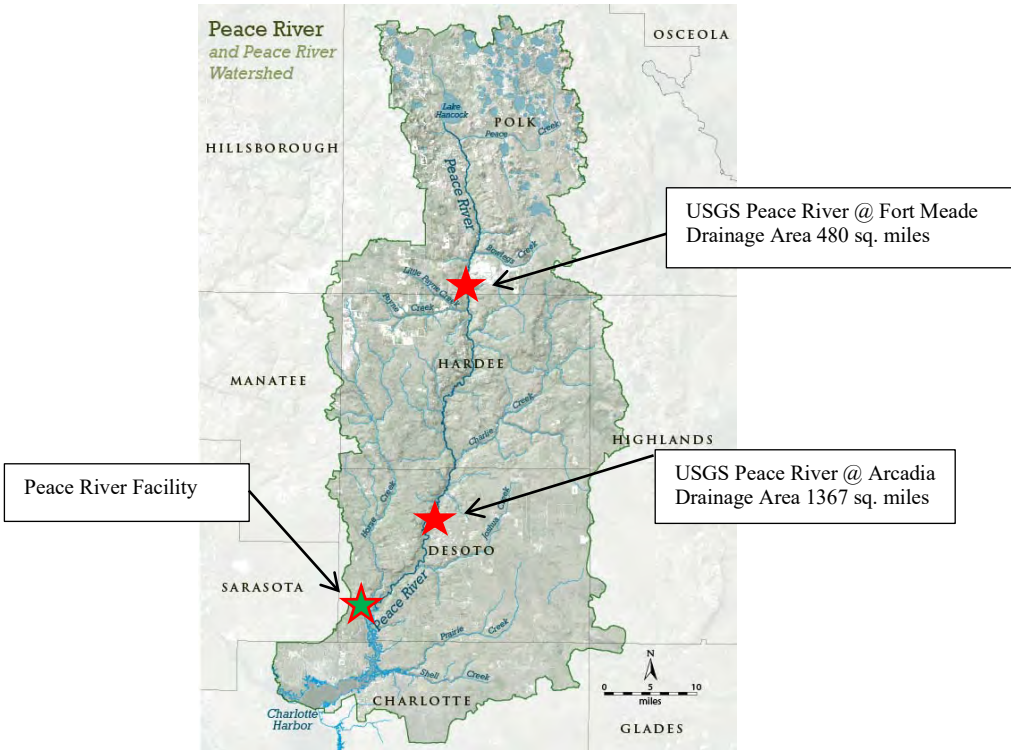 Peace River
and Peace River
Watershed
OSCEOLA
Lake
Hancock
POLK
Peace Creek
HILLSBOROUGH
Peace River
USGS Peace River @ Fort Meade
Drainage Area 480 sq. miles
Bowlegs Creek
Little Payne Creek
Payne Creek
HARDEE
MANATEE
Charlie Creek
HIGHLANDS
USGS Peace River @ Arcadia
Drainage Area 1367 sq. miles
Peace River Facility
Horse Creek
Joshua Creek
DESOTO
SARASOTA
Peace River
Prairie Creek
Shell Creek
N
0 5 10
miles
CHARLOTTE
Charlotte
Harbor
GLADES